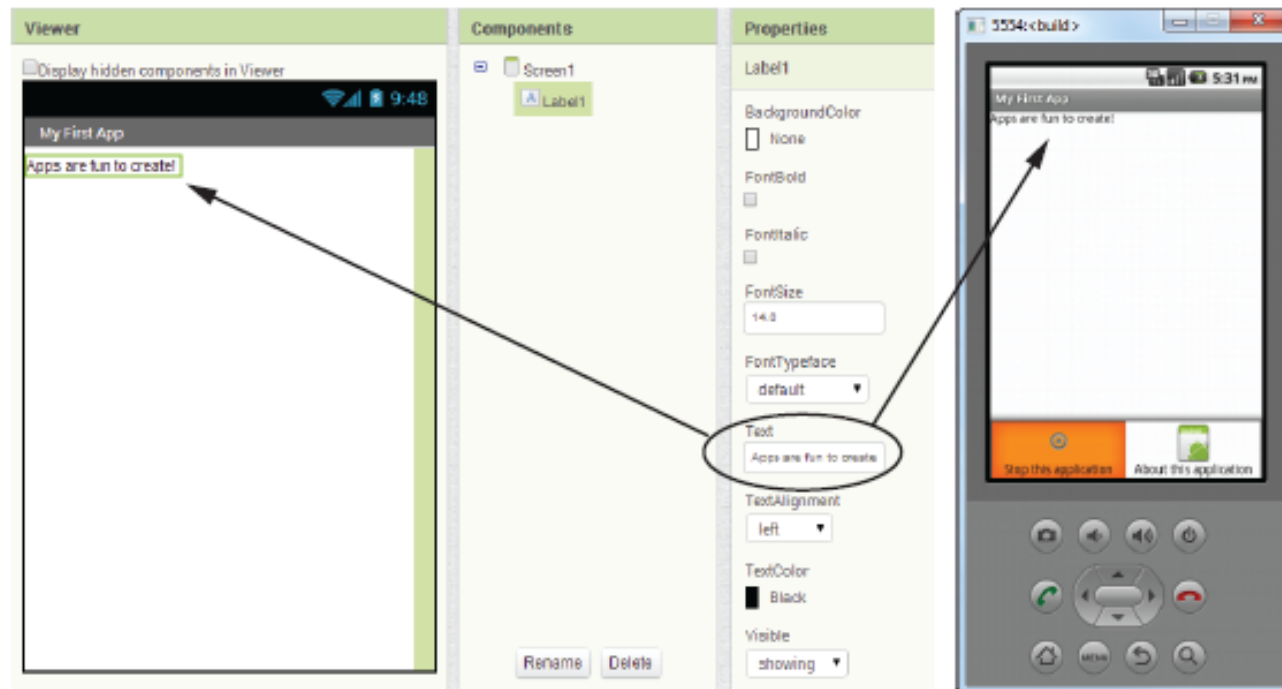 Viewer
Display hidden components in Viewer
9:48
My First App
Apps are fun to create!
Components
Screen1
A Label1
Rename Delete
Properties
Label1
BackgroundColor
None
FontBold
FontItalic
FontSize
14.0
FontTypeface
default
Text
Apps are fun to create
TextAlignment
left
TextColor
Black
Visible
showing
5554:<build>
5:31 PM
My First App
Apps are fun to create!
Stop this application
About this application
MENU